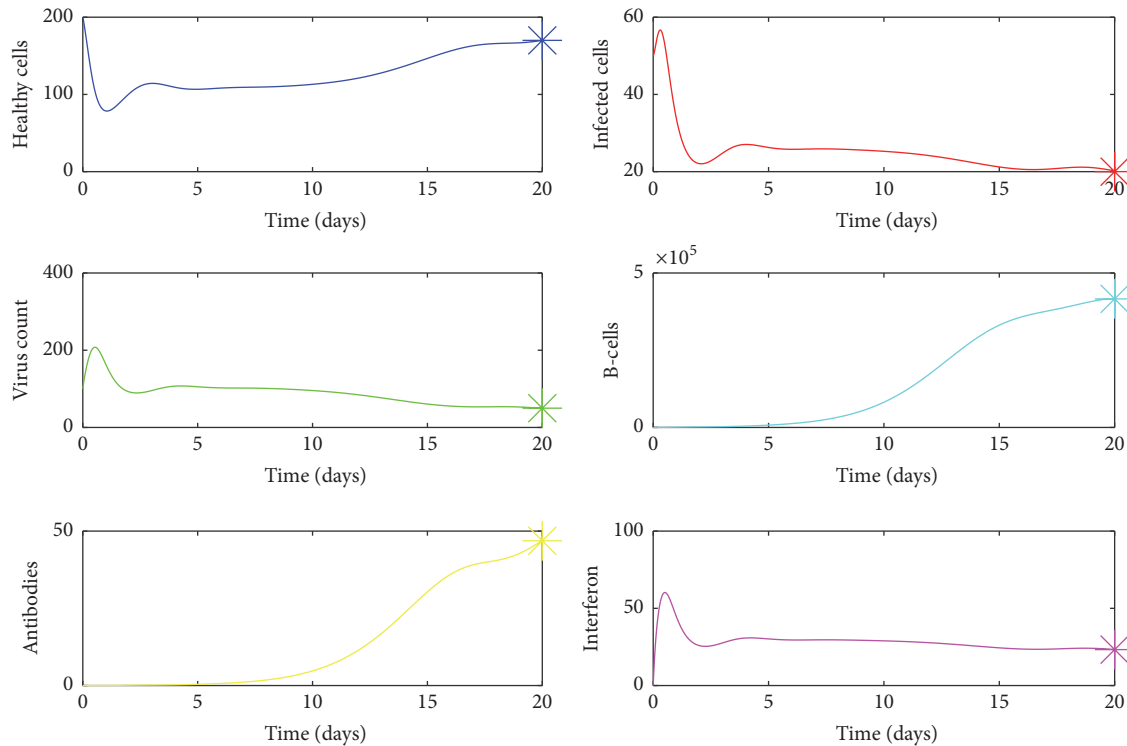 Healthy cells
200
100
0
0 5 10 15 20
Time (days)
Infected cells
60
40
20
0 5 10 15 20
Time (days)
Virus count
400
200
0
0 5 10 15 20
Time (days)
B-cells
×10⁵
5
0
0 5 10 15 20
Time (days)
Antibodies
50
0
0 5 10 15 20
Time (days)
Interferon
100
50
0
0 5 10 15 20
Time (days)